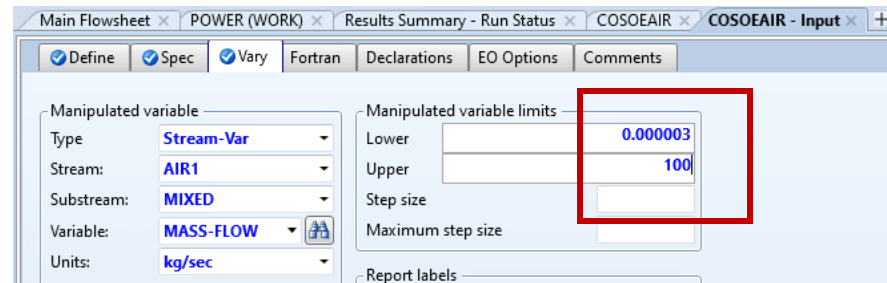 Main Flowsheet × POWER (WORK) × Results Summary - Run Status × COSOEAIR × COSOEAIR - Input × +
Define Spec Vary Fortran Declarations EO Options Comments
Manipulated variable
Type Stream-Var
Stream: AIR1
Substream: MIXED
Variable: MASS-FLOW
Units: kg/sec
Manipulated variable limits
Lower 0.000003
Upper 100
Step size
Maximum step size
Report labels